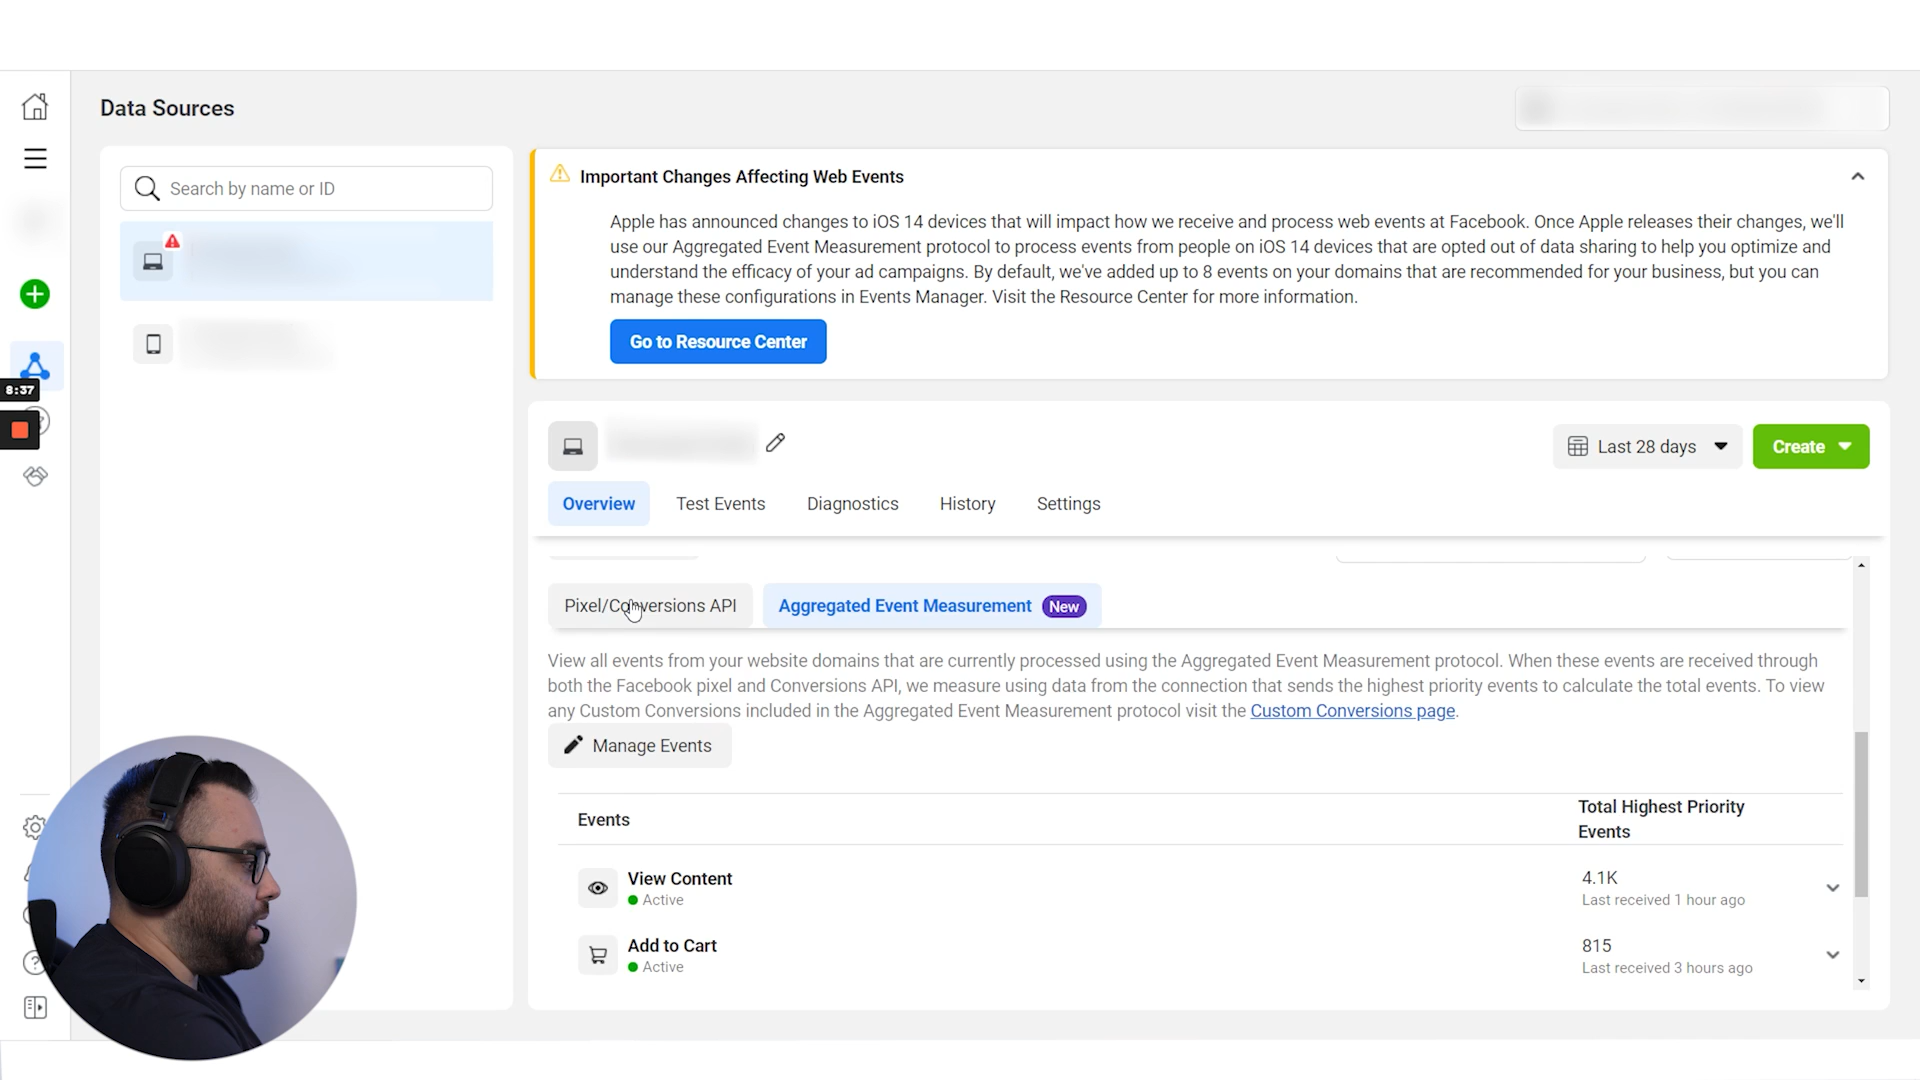 Data Sources
Search by name or ID
Important Changes Affecting Web Events
Apple has announced changes to iOS 14 devices that will impact how we receive and process web events at Facebook. Once Apple releases their changes, we'll
use our Aggregated Event Measurement protocol to process events from people on iOS 14 devices that are opted out of data sharing to help you optimize and
understand the efficacy of your ad campaigns. By default, we've added up to 8 events on your domains that are recommended for your business, but you can
manage these configurations in Events Manager. Visit the Resource Center for more information.
Go to Resource Center
8:37
Last 28 days
Create
Overview
Test Events
Diagnostics
History
Settings
Pixel/Conversions API
Aggregated Event Measurement
New
View all events from your website domains that are currently processed using the Aggregated Event Measurement protocol. When these events are received through
both the Facebook pixel and Conversions API, we measure using data from the connection that sends the highest priority events to calculate the total events. To view
any Custom Conversions included in the Aggregated Event Measurement protocol visit the Custom Conversions page.
Manage Events
Events
Total Highest Priority
Events
View Content
Active
4.1K
Last received 1 hour ago
Add to Cart
Active
815
Last received 3 hours ago